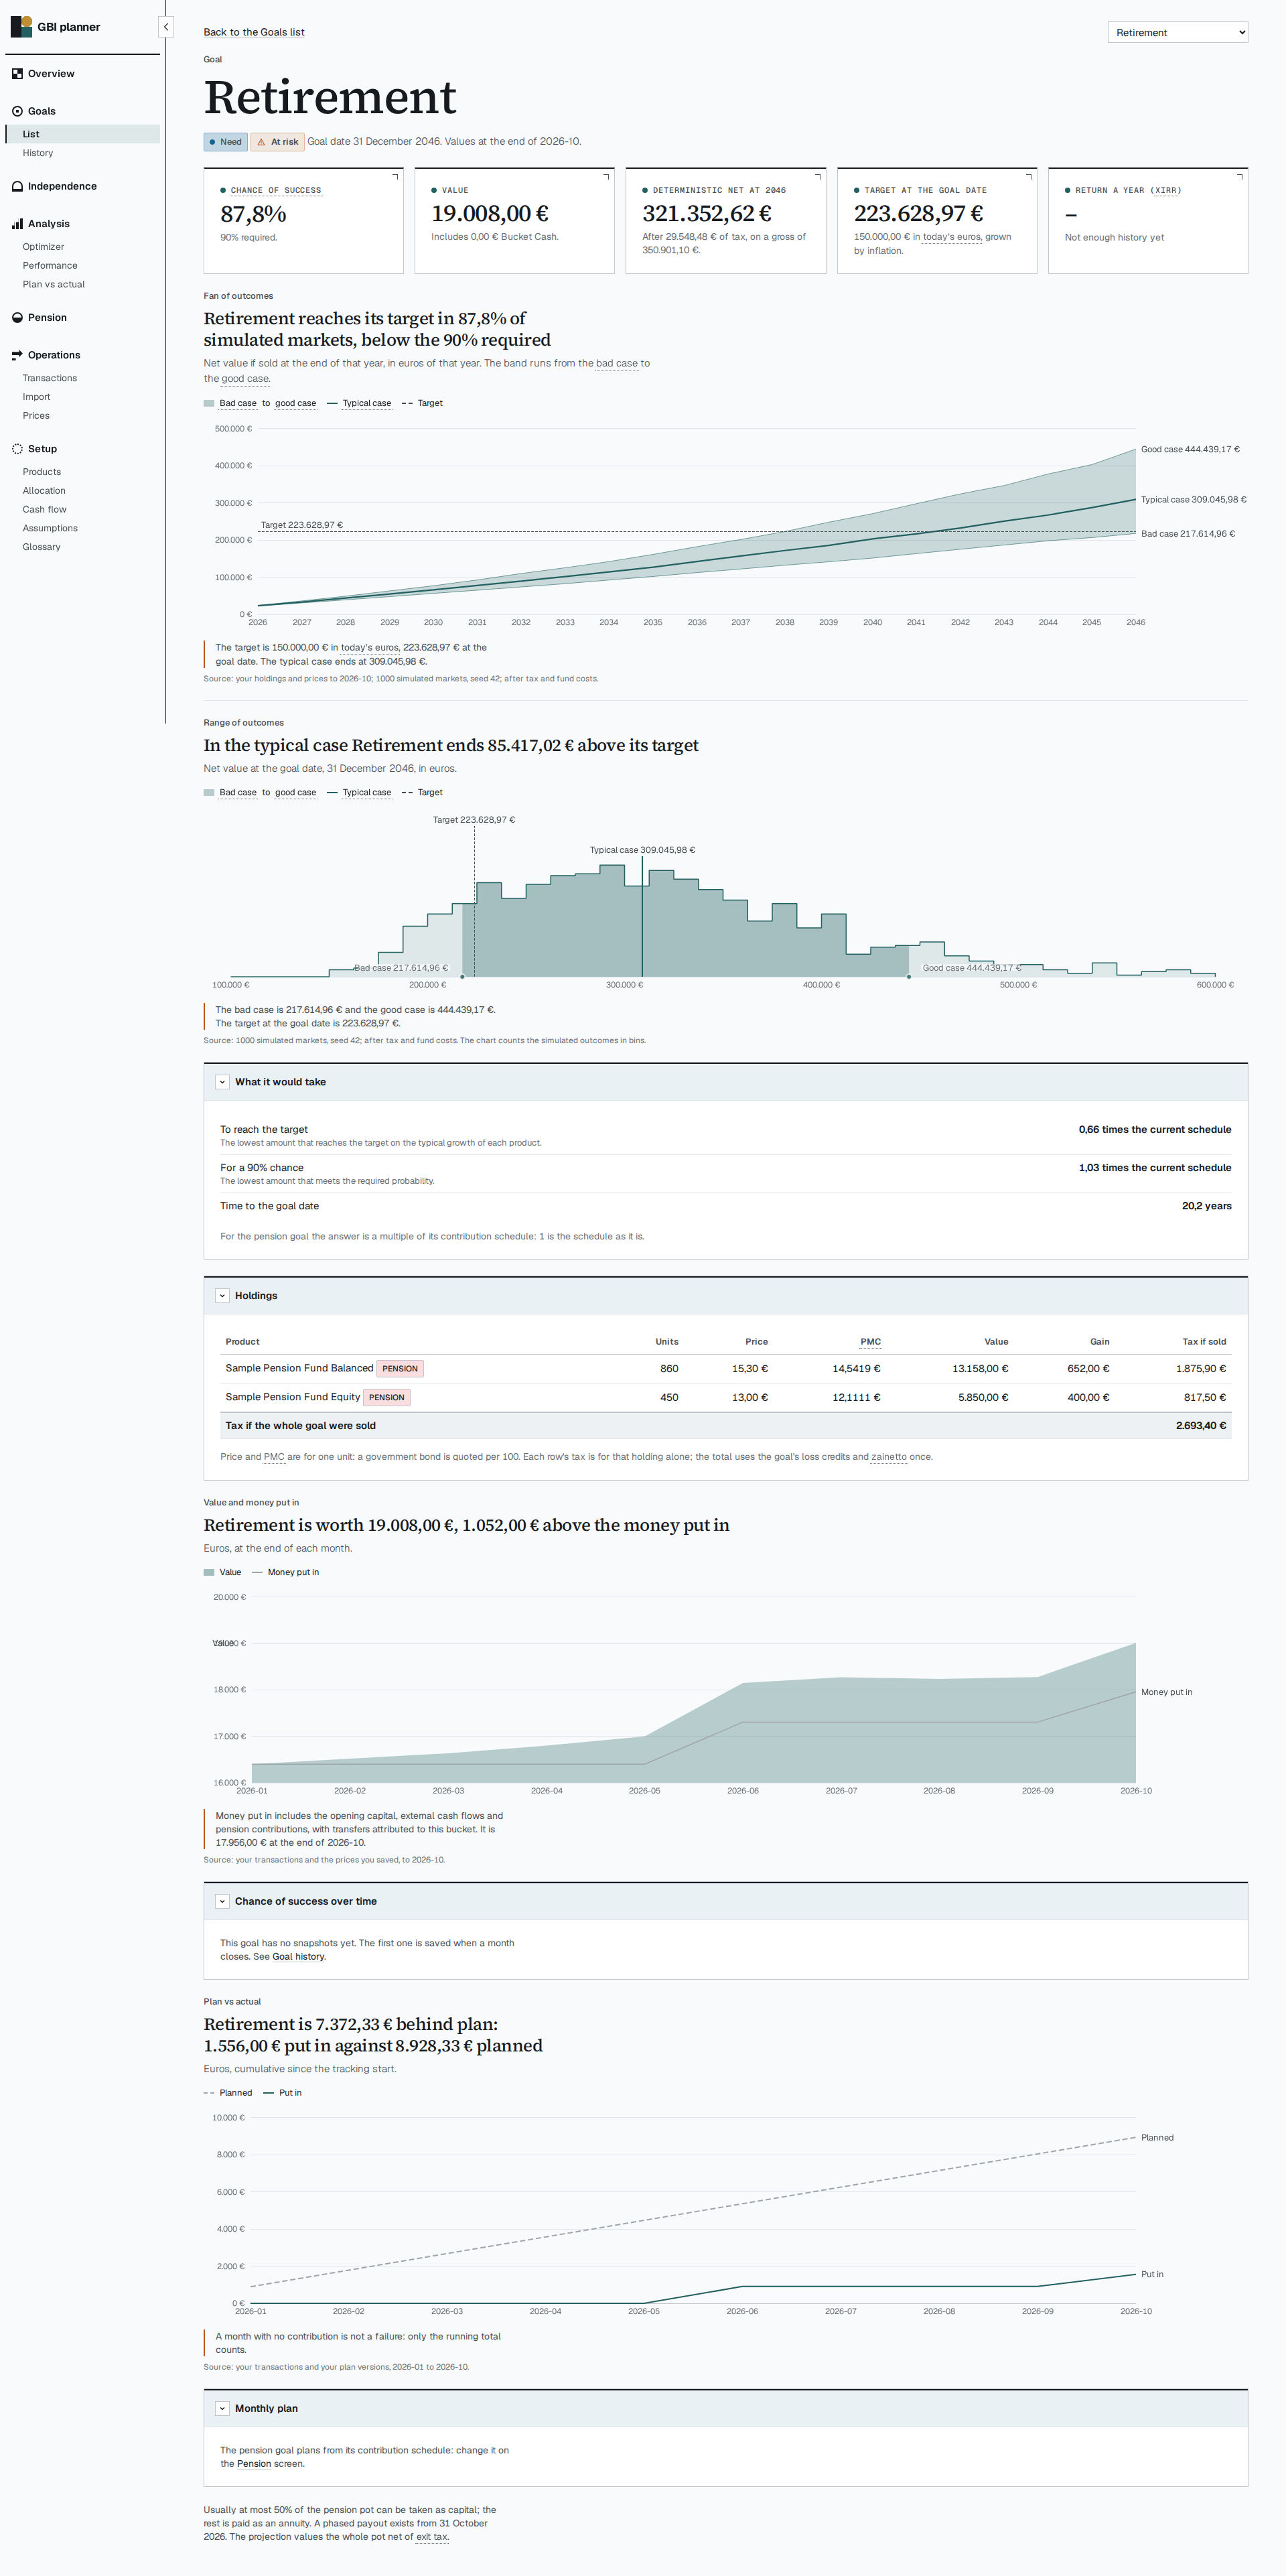 GBI planner
Overview
Goals
List
History
Independence
Analysis
Optimizer
Performance
Plan vs actual
Pension
Operations
Transactions
Import
Prices
Setup
Products
Allocation
Cash flow
Assumptions
Glossary
Back to the Goals list
Retirement
Goal
Retirement
Need At risk Goal date 31 December 2046. Values at the end of 2026-10.
CHANCE OF SUCCESS
87,8%
90% required.
VALUE
19.008,00 €
Includes 0,00 € Bucket Cash.
DETERMINISTIC NET AT 2046
321.352,62 €
After 29.548,48 € of tax, on a gross of
350.901,10 €.
TARGET AT THE GOAL DATE
223.628,97 €
150.000,00 € in today's euros, grown
by inflation.
RETURN A YEAR (XIRR)
–
Not enough history yet
Fan of outcomes
Retirement reaches its target in 87,8% of
simulated markets, below the 90% required
Net value if sold at the end of that year, in euros of that year. The band runs from the bad case to
the good case.
Bad case to good case Typical case Target
500.000 €
400.000 €
300.000 €
200.000 €
100.000 €
0 €
Target 223.628,97 €
Good case 444.439,17 €
Typical case 309.045,98 €
Bad case 217.614,96 €
2026 2027 2028 2029 2030 2031 2032 2033 2034 2035 2036 2037 2038 2039 2040 2041 2042 2043 2044 2045 2046
The target is 150.000,00 € in today's euros, 223.628,97 € at the
goal date. The typical case ends at 309.045,98 €.
Source: your holdings and prices to 2026-10; 1000 simulated markets, seed 42; after tax and fund costs.
Range of outcomes
In the typical case Retirement ends 85.417,02 € above its target
Net value at the goal date, 31 December 2046, in euros.
Bad case to good case Typical case Target
Target 223.628,97 €
Typical case 309.045,98 €
Bad case 217.614,96 €
Good case 444.439,17 €
100.000 € 200.000 € 300.000 € 400.000 € 500.000 € 600.000 €
The bad case is 217.614,96 € and the good case is 444.439,17 €.
The target at the goal date is 223.628,97 €.
Source: 1000 simulated markets, seed 42; after tax and fund costs. The chart counts the simulated outcomes in bins.
What it would take
To reach the target 0,66 times the current schedule
The lowest amount that reaches the target on the typical growth of each product.
For a 90% chance 1,03 times the current schedule
The lowest amount that meets the required probability.
Time to the goal date 20,2 years
For the pension goal the answer is a multiple of its contribution schedule: 1 is the schedule as it is.
Holdings
Product Units Price PMC Value Gain Tax if sold
Sample Pension Fund Balanced PENSION 860 15,30 € 14,5419 € 13.158,00 € 652,00 € 1.875,90 €
Sample Pension Fund Equity PENSION 450 13,00 € 12,1111 € 5.850,00 € 400,00 € 817,50 €
Tax if the whole goal were sold 2.693,40 €
Price and PMC are for one unit: a government bond is quoted per 100. Each row's tax is for that holding alone; the total uses the goal's loss credits and zainetto once.
Value and money put in
Retirement is worth 19.008,00 €, 1.052,00 € above the money put in
Euros, at the end of each month.
Value Money put in
20.000 €
Value
19.000 €
18.000 €
17.000 €
16.000 €
Money put in
2026-01 2026-02 2026-03 2026-04 2026-05 2026-06 2026-07 2026-08 2026-09 2026-10
Money put in includes the opening capital, external cash flows and
pension contributions, with transfers attributed to this bucket. It is
17.956,00 € at the end of 2026-10.
Source: your transactions and the prices you saved, to 2026-10.
Chance of success over time
This goal has no snapshots yet. The first one is saved when a month
closes. See Goal history.
Plan vs actual
Retirement is 7.372,33 € behind plan:
1.556,00 € put in against 8.928,33 € planned
Euros, cumulative since the tracking start.
Planned Put in
10.000 €
8.000 €
6.000 €
4.000 €
2.000 €
0 €
Planned
Put in
2026-01 2026-02 2026-03 2026-04 2026-05 2026-06 2026-07 2026-08 2026-09 2026-10
A month with no contribution is not a failure: only the running total
counts.
Source: your transactions and your plan versions, 2026-01 to 2026-10.
Monthly plan
The pension goal plans from its contribution schedule: change it on
the Pension screen.
Usually at most 50% of the pension pot can be taken as capital; the
rest is paid as an annuity. A phased payout exists from 31 October
2026. The projection values the whole pot net of exit tax.